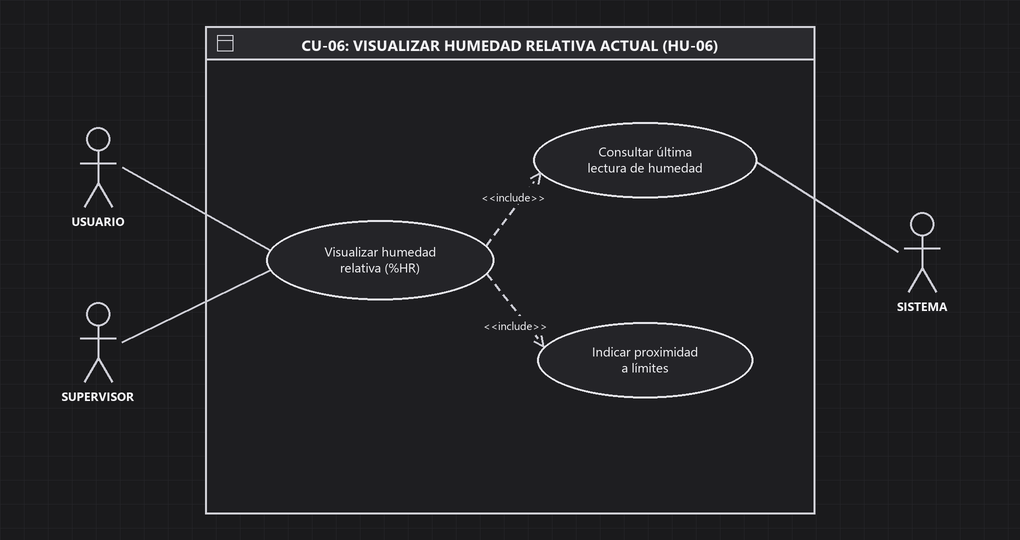 CU-06: VISUALIZAR HUMEDAD RELATIVA ACTUAL (HU-06)
USUARIO
SUPERVISOR
Visualizar humedad
relativa (%HR)
<<include>>
Consultar última
lectura de humedad
<<include>>
Indicar proximidad
a límites
SISTEMA